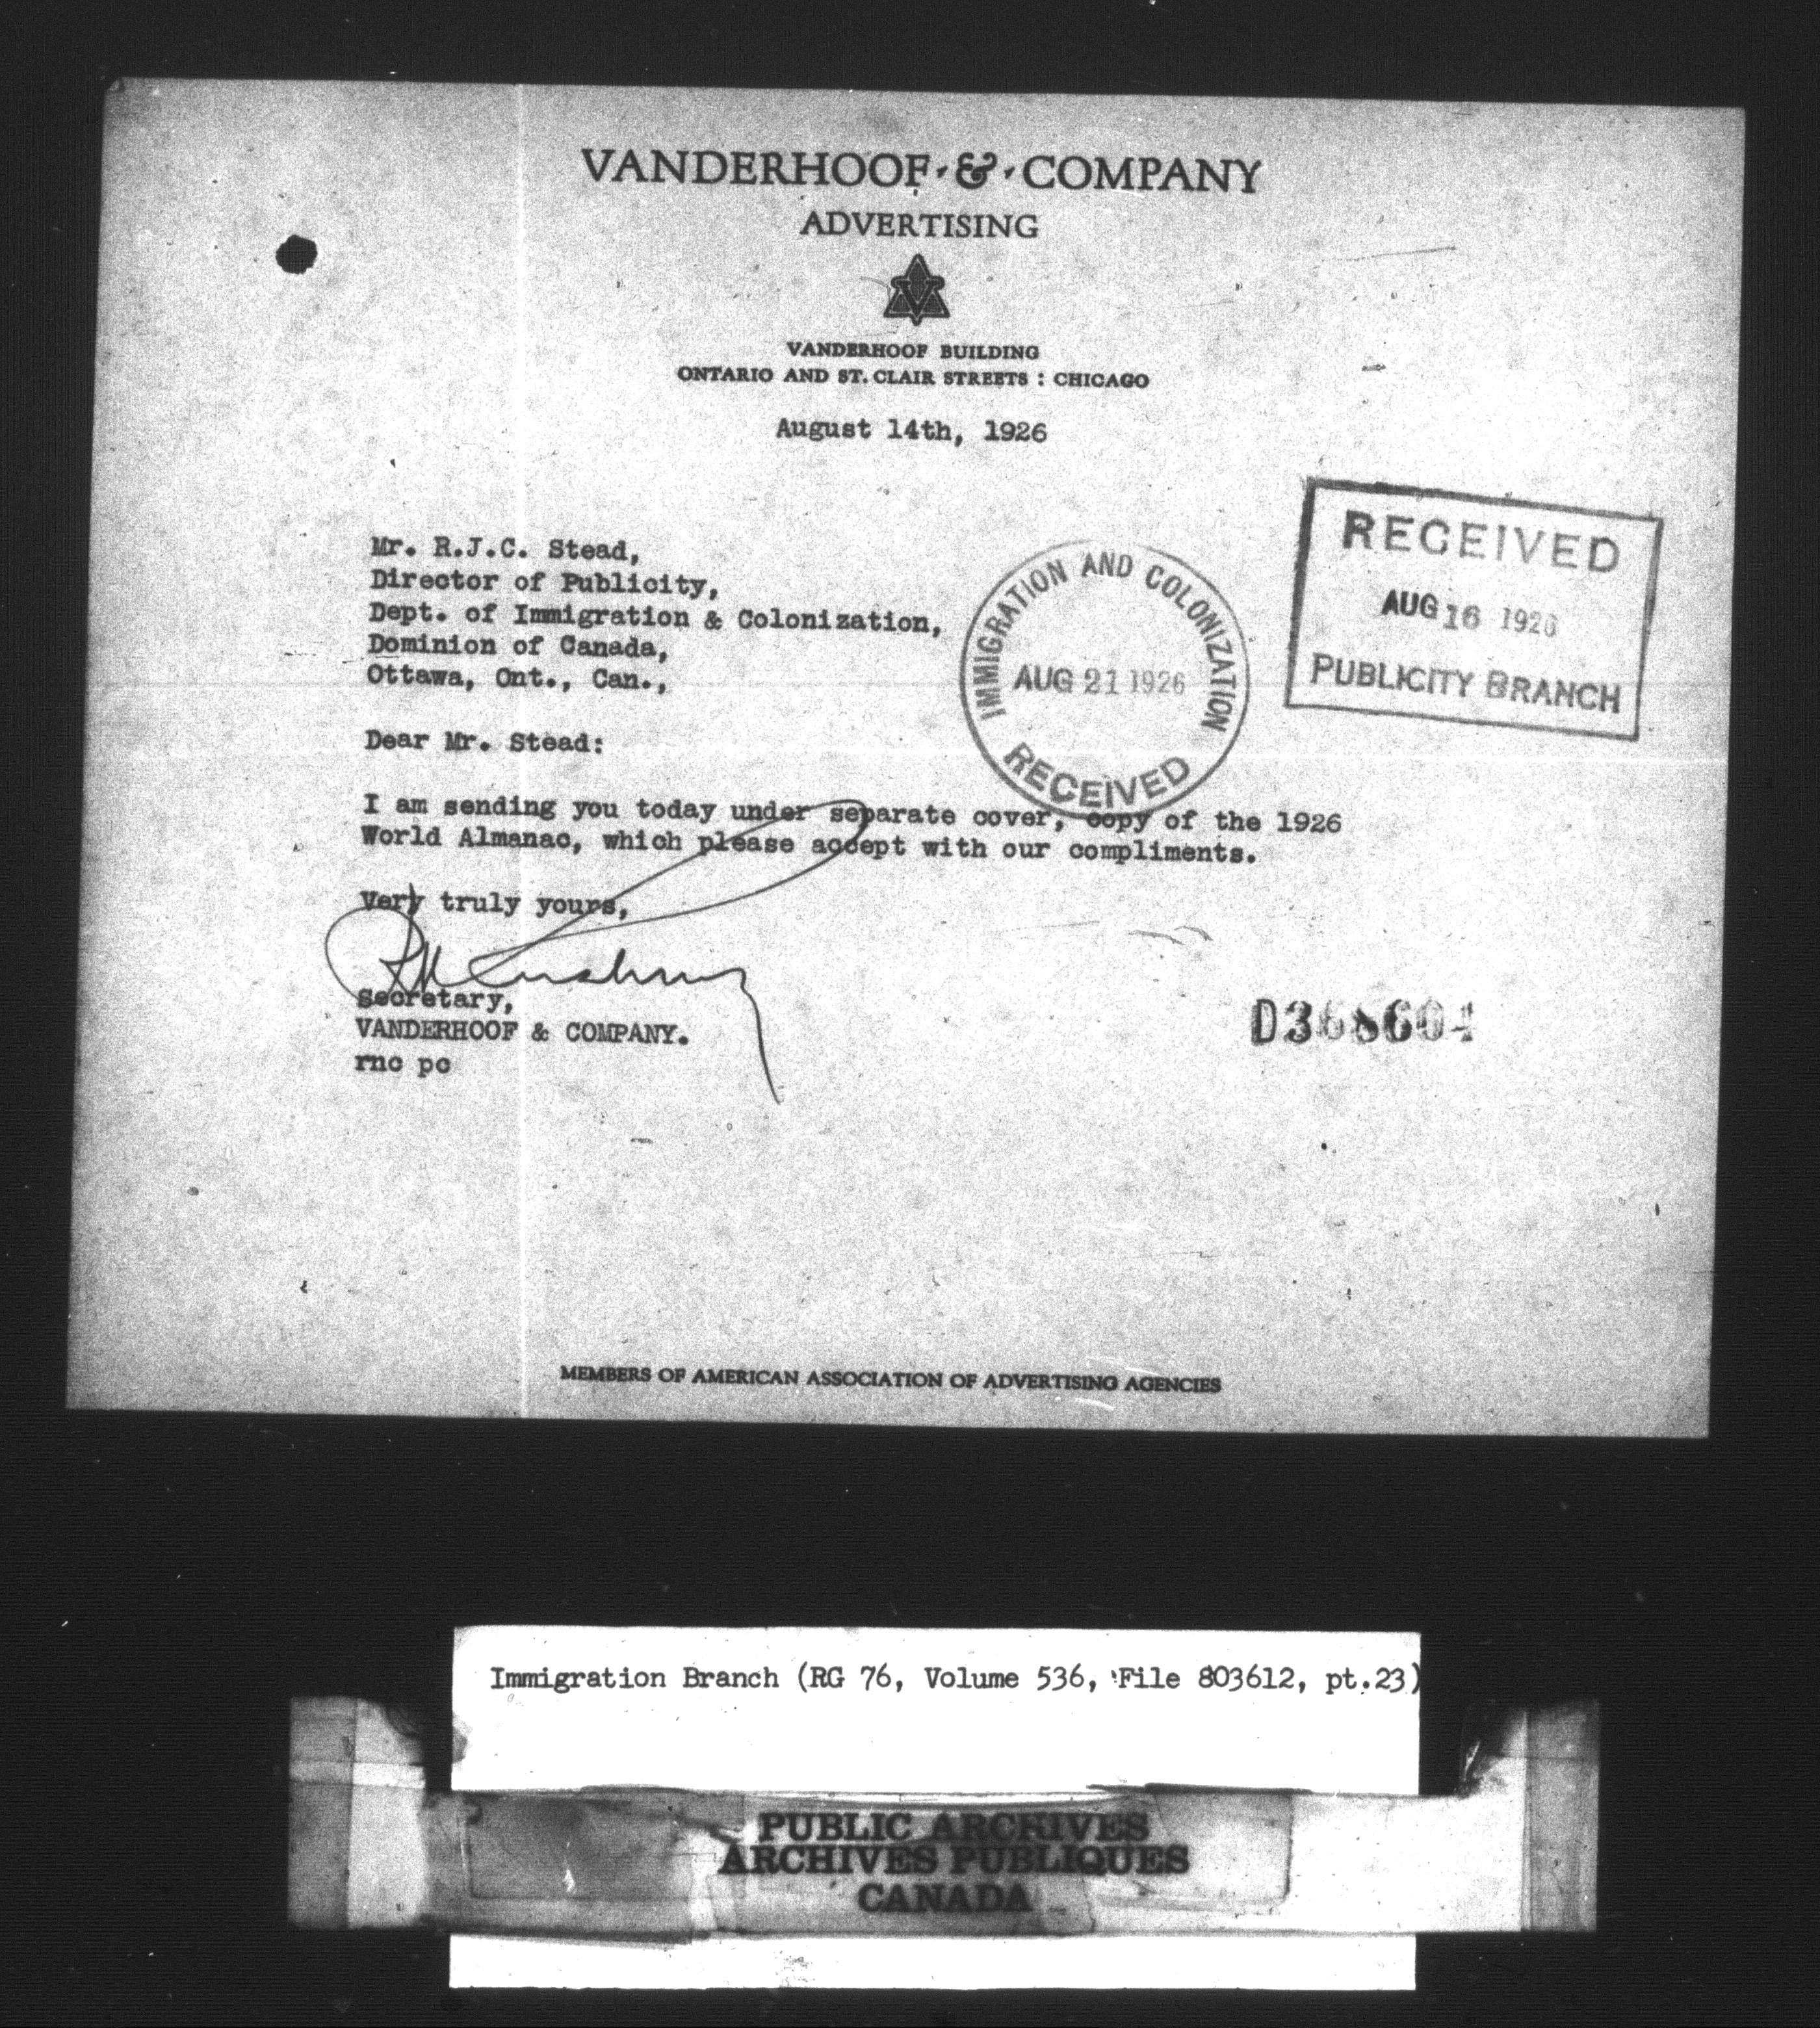 VANDERHOOF · & · COMPANY
ADVERTISING
V
VANDERHOOF BUILDING
ONTARIO AND ST. CLAIR STREETS : CHICAGO
August 14th, 1926
RECEIVED
AUG 16 1926
PUBLICITY BRANCH
IMMIGRATION AND COLONIZATION
AUG 21 1926
RECEIVED
Mr. R.J.C. Stead,
Director of Publicity,
Dept. of Immigration & Colonization,
Dominion of Canada,
Ottawa, Ont., Can.,
Dear Mr. Stead:
I am sending you today under separate cover, copy of the 1926
World Almanac, which please accept with our compliments.
Very truly yours,
Secretary,
VANDERHOOF & COMPANY.
rnc pc
D368604
MEMBERS OF AMERICAN ASSOCIATION OF ADVERTISING AGENCIES
Immigration Branch (RG 76, Volume 536, File 803612, pt.23)
PUBLIC ARCHIVES
ARCHIVES PUBLIQUES
CANADA